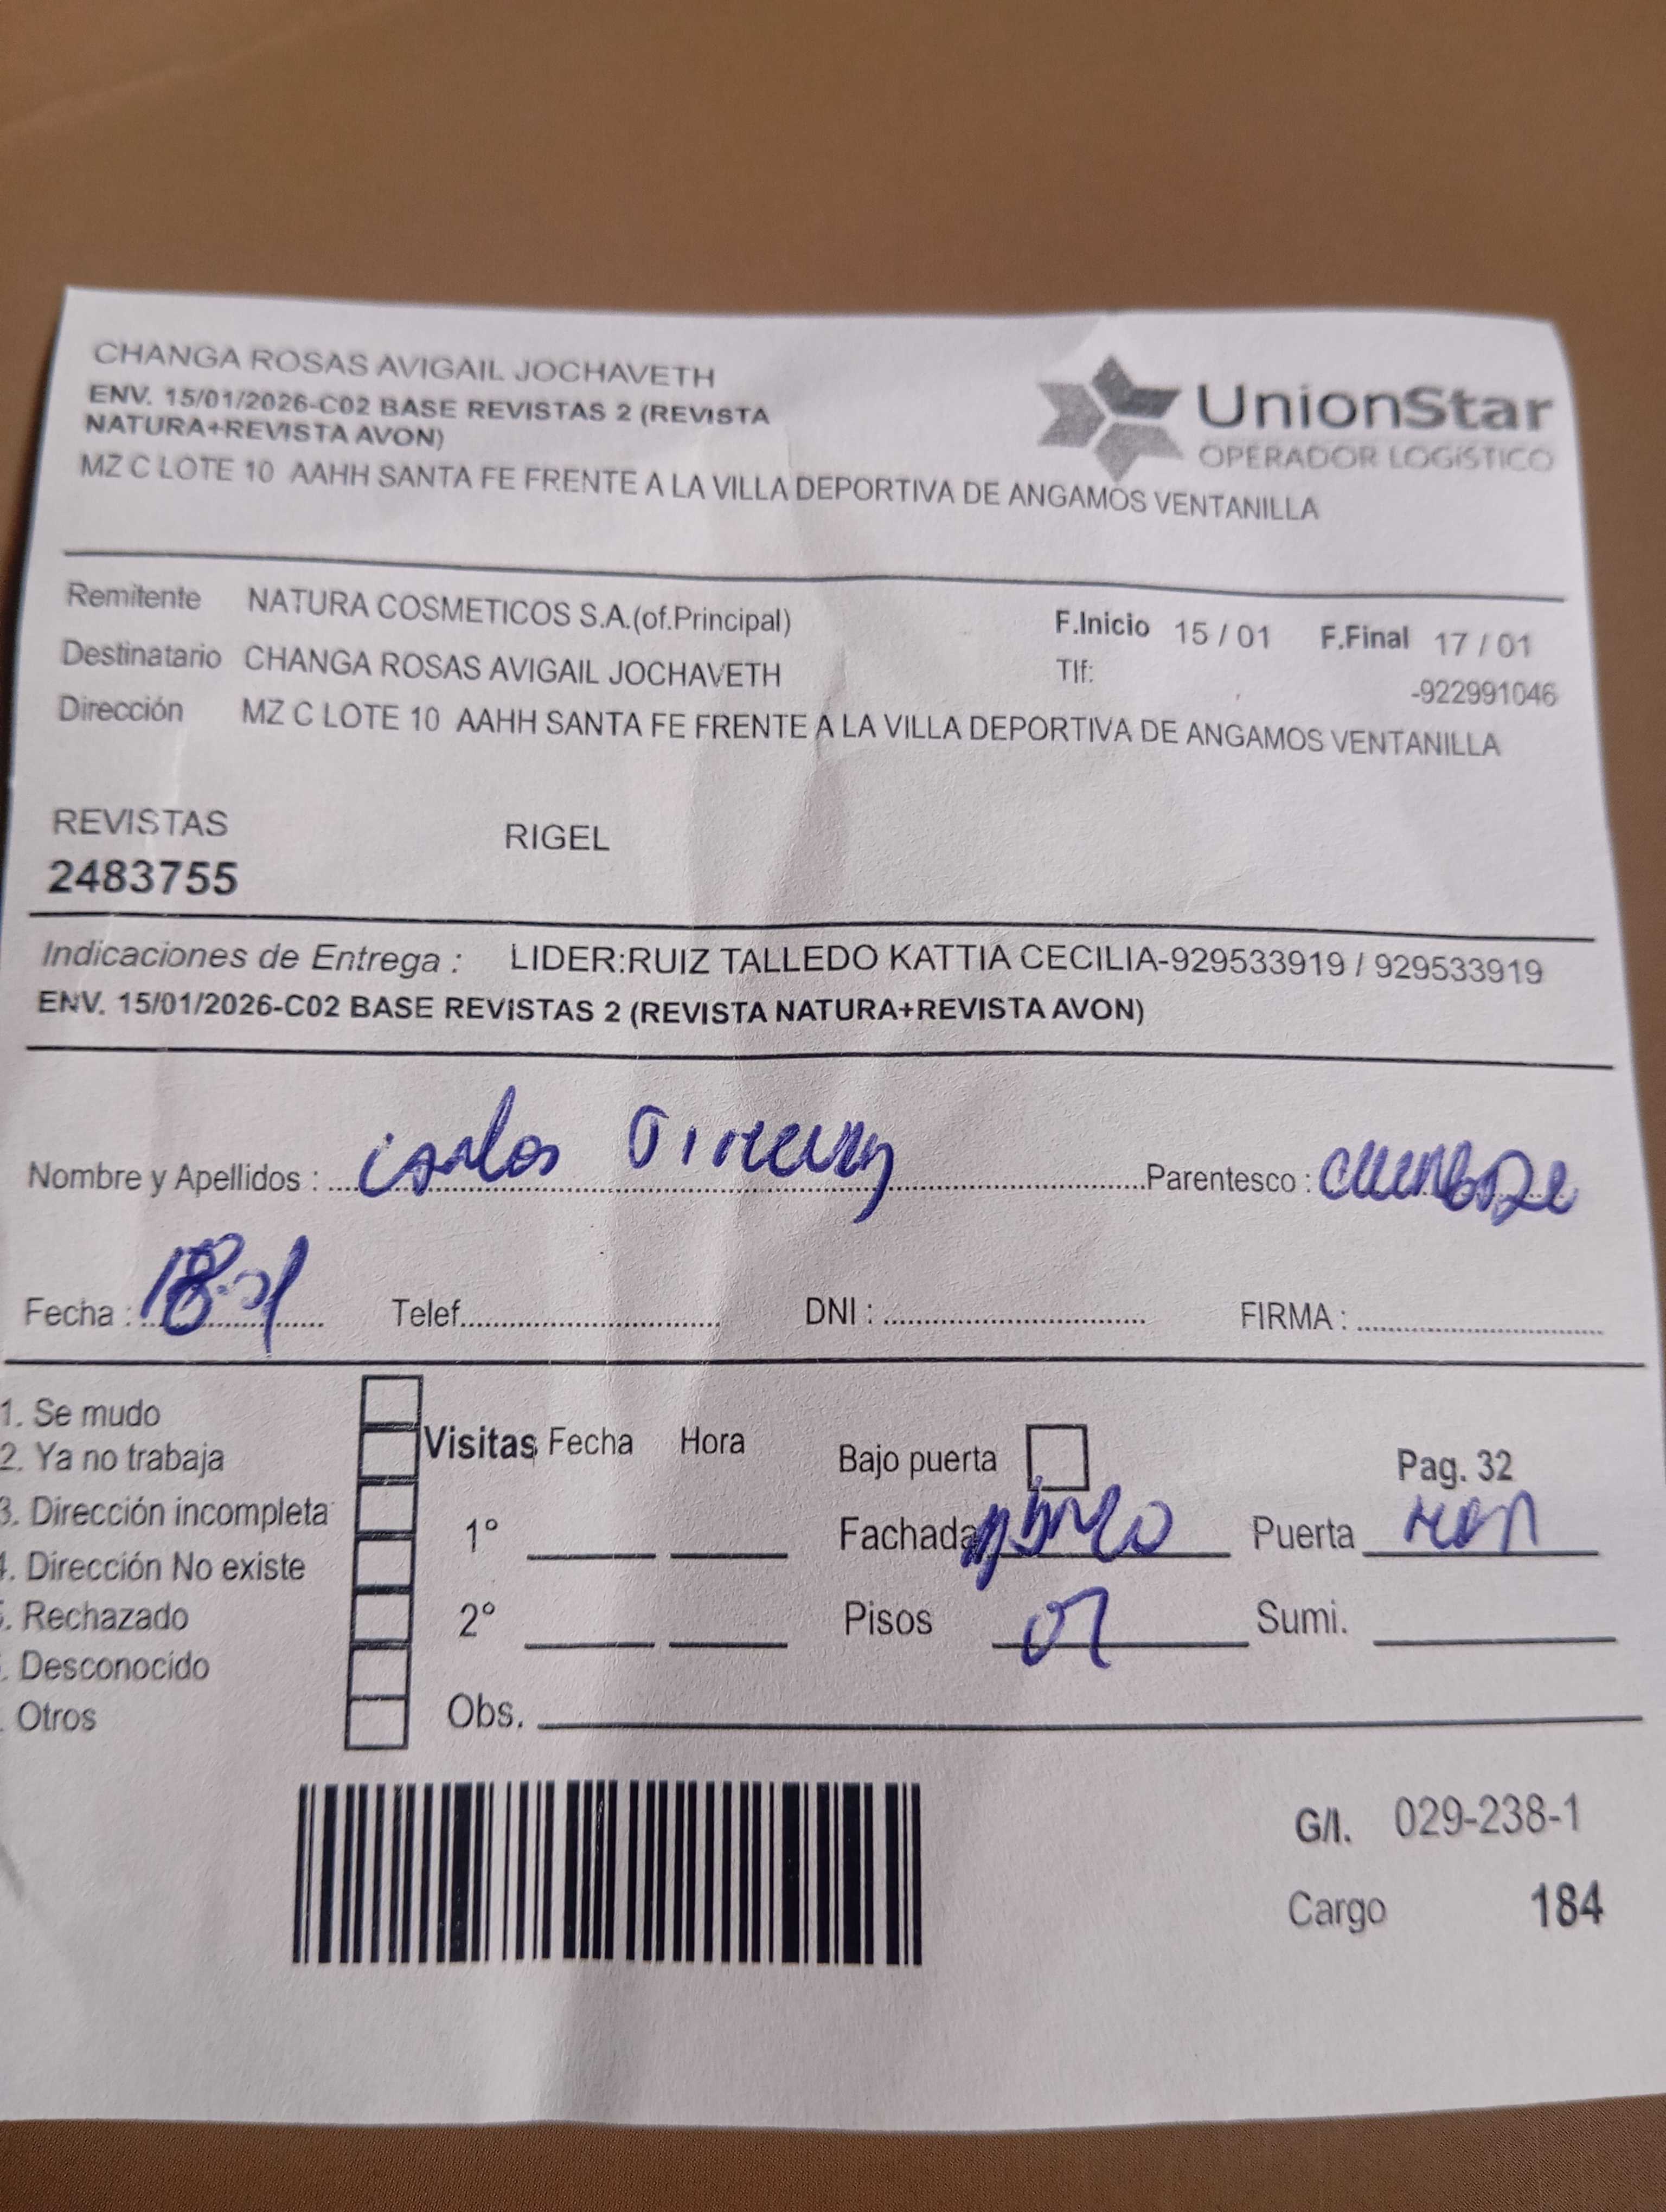 CHANGA ROSAS AVIGAIL JOCHAVETH
ENV. 15/01/2026-C02 BASE REVISTAS 2 (REVISTA
NATURA+REVISTA AVON)
MZ C LOTE 10 AAHH SANTA FE FRENTE A LA VILLA DEPORTIVA DE ANGAMOS VENTANILLA
UnionStar
OPERADOR LOGÍSTICO
Remitente NATURA COSMETICOS S.A.(of.Principal) F.Inicio 15 / 01 F.Final 17 / 01
Destinatario CHANGA ROSAS AVIGAIL JOCHAVETH Tlf: -922991046
Dirección MZ C LOTE 10 AAHH SANTA FE FRENTE A LA VILLA DEPORTIVA DE ANGAMOS VENTANILLA
REVISTAS RIGEL
2483755
Indicaciones de Entrega : LIDER:RUIZ TALLEDO KATTIA CECILIA-929533919 / 929533919
ENV. 15/01/2026-C02 BASE REVISTAS 2 (REVISTA NATURA+REVISTA AVON)
Nombre y Apellidos : Carlos Parentesco :
Fecha : 18-01 Telef. DNI : FIRMA :
1. Se mudo
2. Ya no trabaja
3. Dirección incompleta
4. Dirección No existe
. Rechazado
. Desconocido
. Otros
Visitas Fecha Hora
1°
2°
Obs.
Bajo puerta Pag. 32
Fachada Puerta
Pisos 01 Sumi.
G/I. 029-238-1
Cargo 184